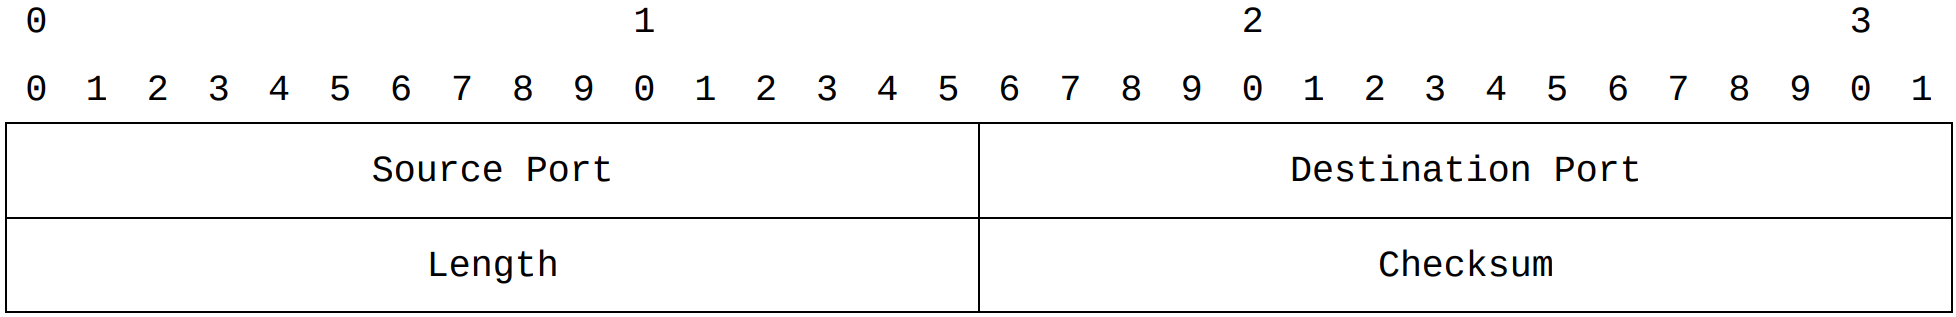 0 1 2 3
0 1 2 3 4 5 6 7 8 9 0 1 2 3 4 5 6 7 8 9 0 1 2 3 4 5 6 7 8 9 0 1
Source Port Destination Port
Length Checksum